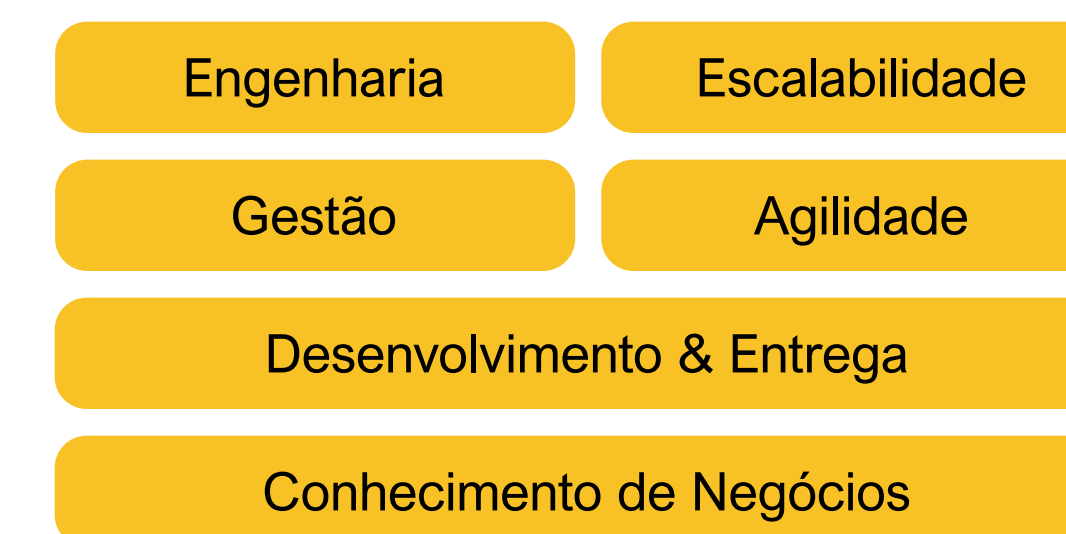 Engenharia
Escalabilidade
Gestão
Agilidade
Desenvolvimento & Entrega
Conhecimento de Negócios